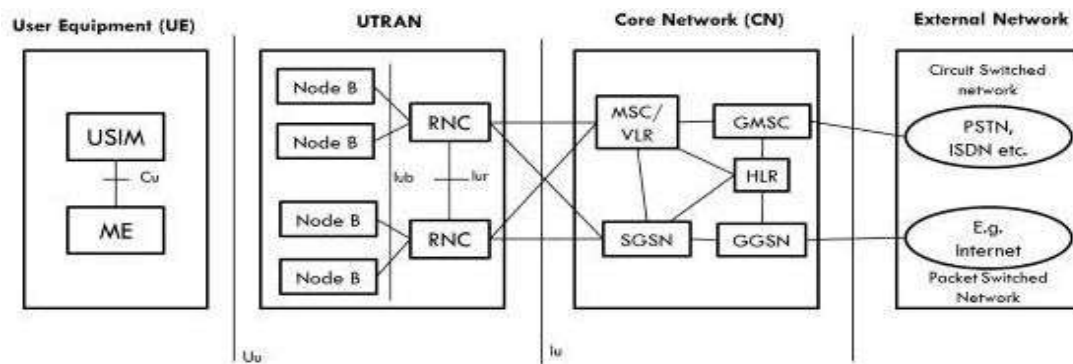 User Equipment (UE)
UTRAN
Core Network (CN)
External Network
USIM
Cu
ME
Node B
Node B
Node B
Node B
RNC
Iub
Iur
RNC
MSC/
VLR
GMSC
HLR
SGSN
GGSN
Circuit Switched
network
PSTN,
ISDN etc.
E.g.
Internet
Packet Switched
Network
Uu
Iu